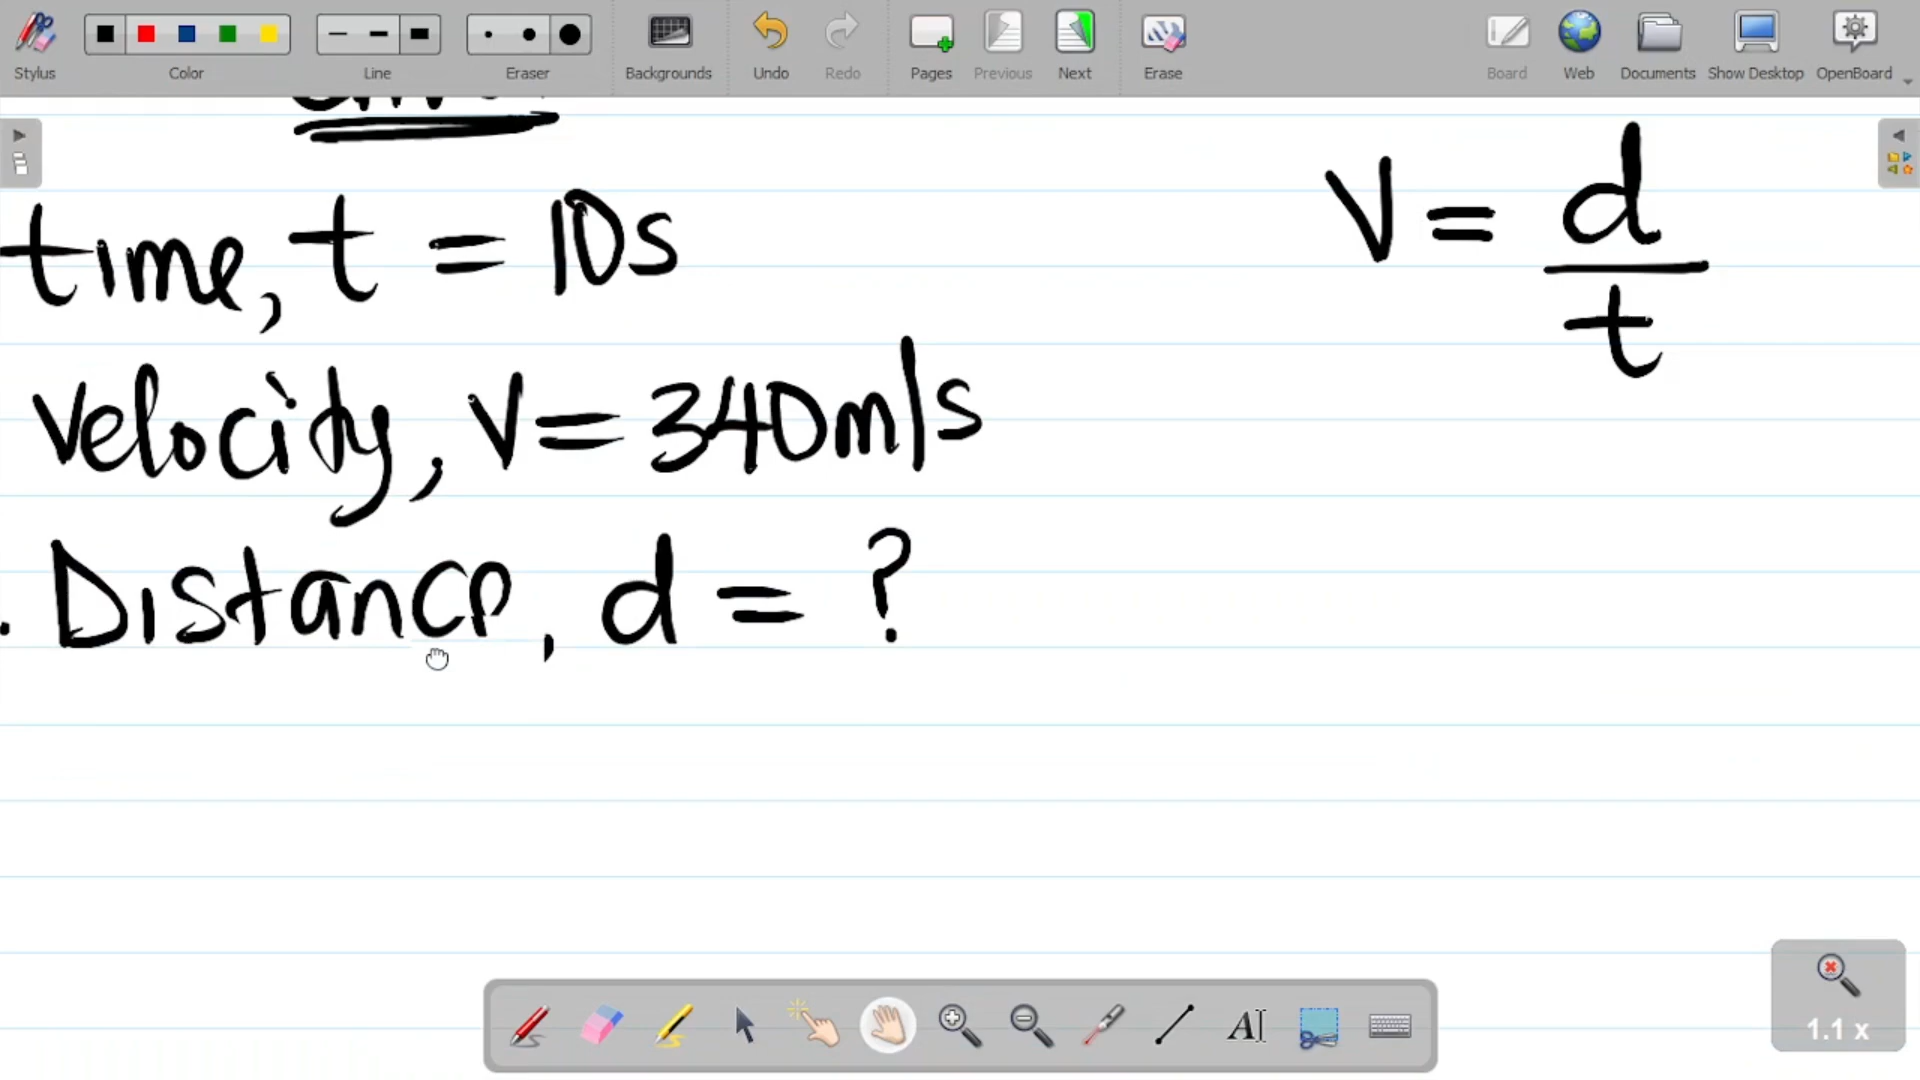 Stylus Color Line Eraser Backgrounds Undo Redo Pages Previous Next Erase Board Web Documents Show Desktop OpenBoard
time, t = 10s
Velocity, V = 340m/s
. Distance, d = ?
V = d
t
AI
1.1 x